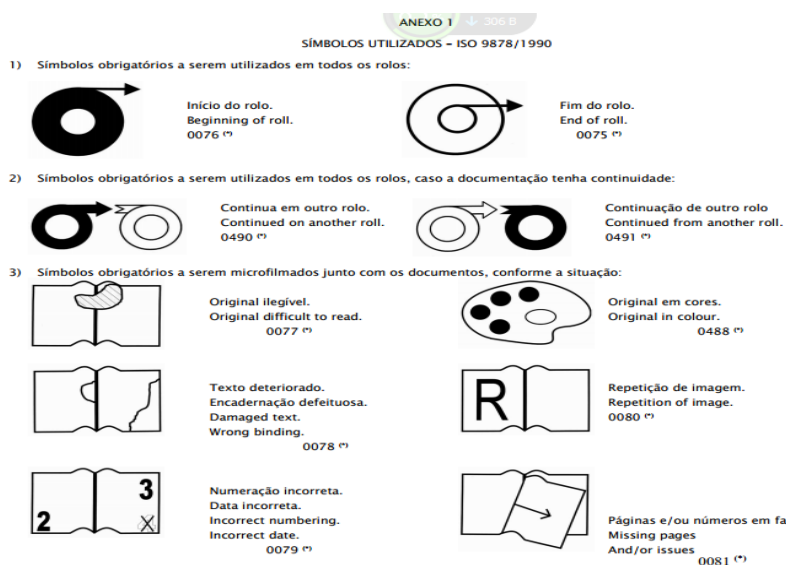 ANEXO 1
306 B
SÍMBOLOS UTILIZADOS – ISO 9878/1990
1) Símbolos obrigatórios a serem utilizados em todos os rolos:
Início do rolo.
Beginning of roll.
0076 (*)
Fim do rolo.
End of roll.
0075 (*)
2) Símbolos obrigatórios a serem utilizados em todos os rolos, caso a documentação tenha continuidade:
Continua em outro rolo.
Continued on another roll.
0490 (*)
Continuação de outro rolo
Continued from another roll.
0491 (*)
3) Símbolos obrigatórios a serem microfilmados junto com os documentos, conforme a situação:
Original ilegível.
Original difficult to read.
0077 (*)
Original em cores.
Original in colour.
0488 (*)
Texto deteriorado.
Encadernação defeituosa.
Damaged text.
Wrong binding.
0078 (*)
R
Repetição de imagem.
Repetition of image.
0080 (*)
3
2 X
Numeração incorreta.
Data incorreta.
Incorrect numbering.
Incorrect date.
0079 (*)
Páginas e/ou números em fa
Missing pages
And/or issues
0081 (*)